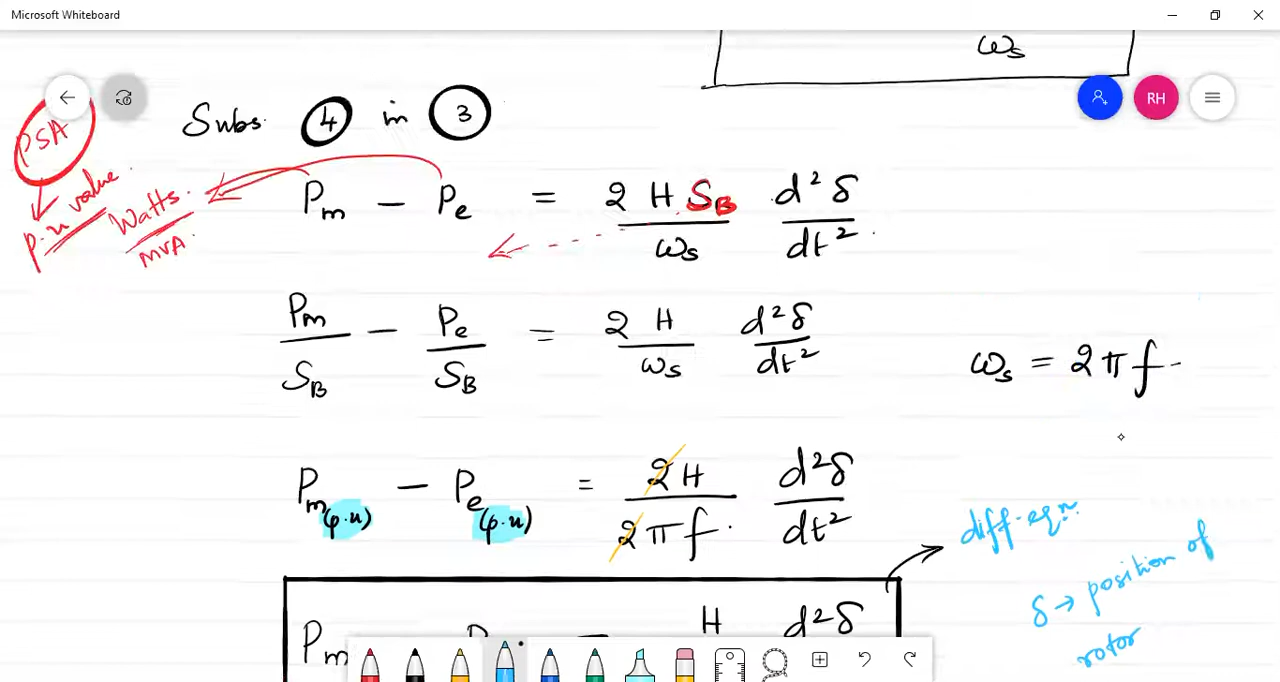 Microsoft Whiteboard
ωs
RH
PSA
p.u value
Watts
MVA
Subs. 4 in 3
Pm − Pe = 2 H SB / ωs d²δ / dt²
Pm / SB − Pe / SB = 2 H / ωs d²δ / dt²
ωs = 2πf
Pm(p.u) − Pe(p.u) = 2H / 2πf d²δ / dt²
diff. eqn
δ → position of
rotor
Pm H d²δ